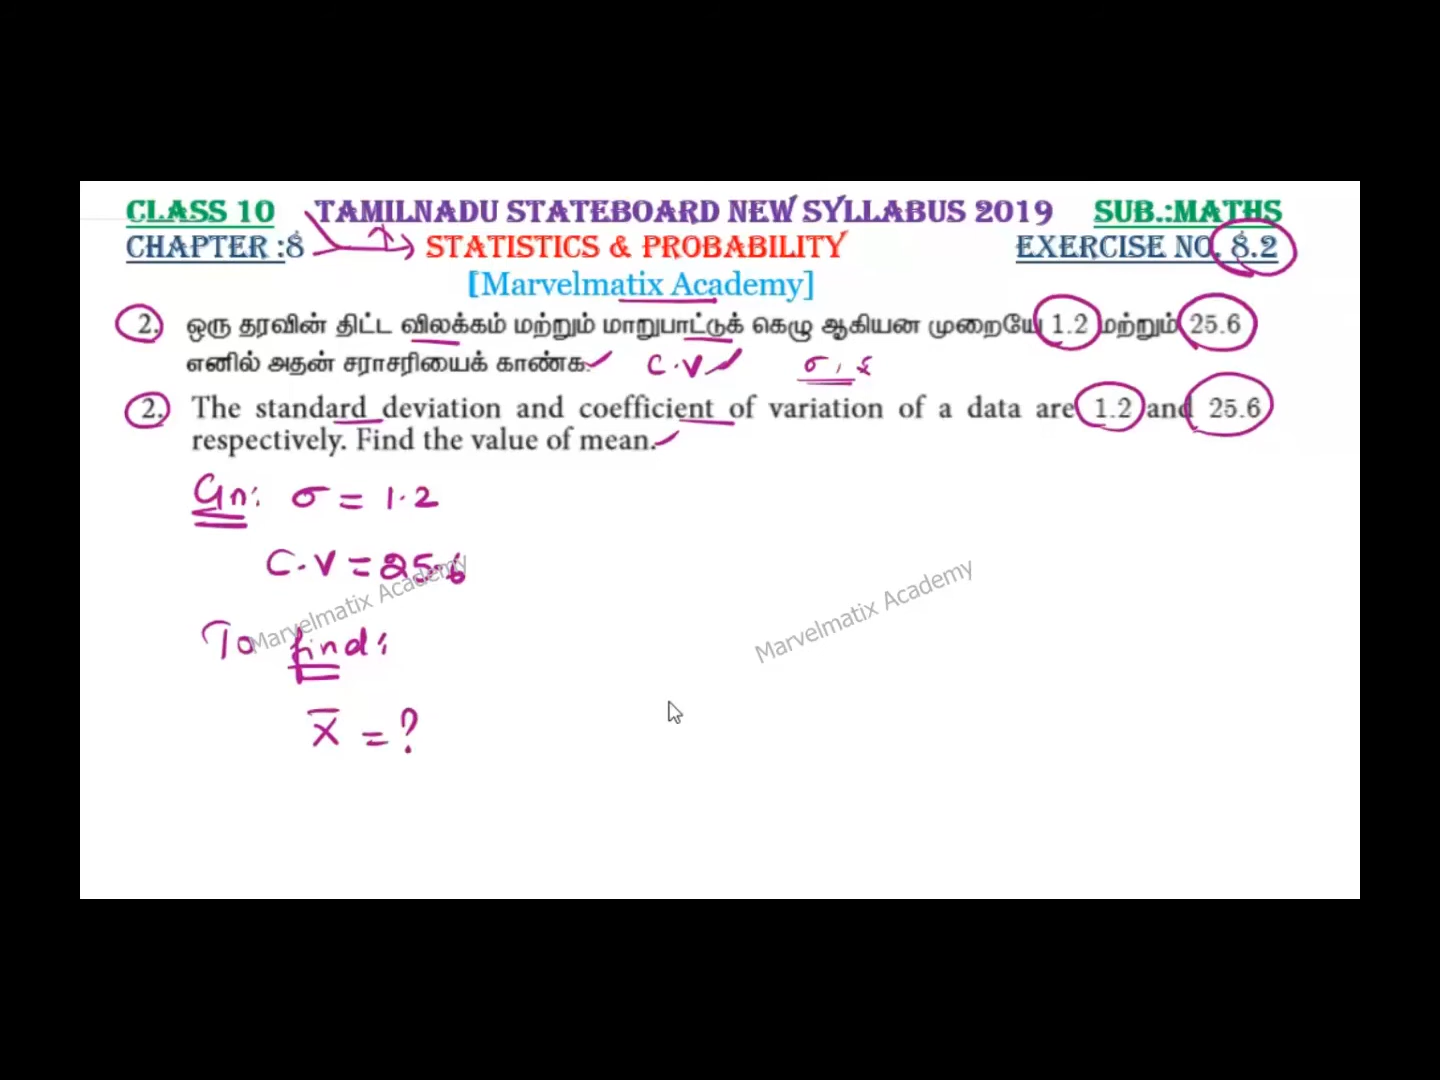 CLASS 10 TAMILNADU STATEBOARD NEW SYLLABUS 2019 SUB.:MATHS
CHAPTER :8 STATISTICS & PROBABILITY EXERCISE NO. 8.2
[Marvelmatix Academy]
2. ஒரு தரவின் திட்ட விலக்கம் மற்றும் மாறுபாட்டுக் கெழு ஆகியன முறையே 1.2 மற்றும் 25.6
எனில் அதன் சராசரியைக் காண்க. C.V σ,
2. The standard deviation and coefficient of variation of a data are 1.2 and 25.6
respectively. Find the value of mean.
Gn: σ = 1.2
C.V = 25.6
Marvelmatix Academy Marvelmatix Academy
To find:
x̅ = ?